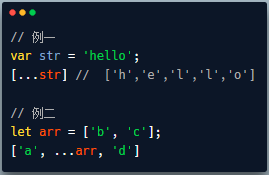 // 例一
var str = 'hello';
[...str] //  ['h','e','l','l','o']

// 例二
let arr = ['b', 'c'];
['a', ...arr, 'd']